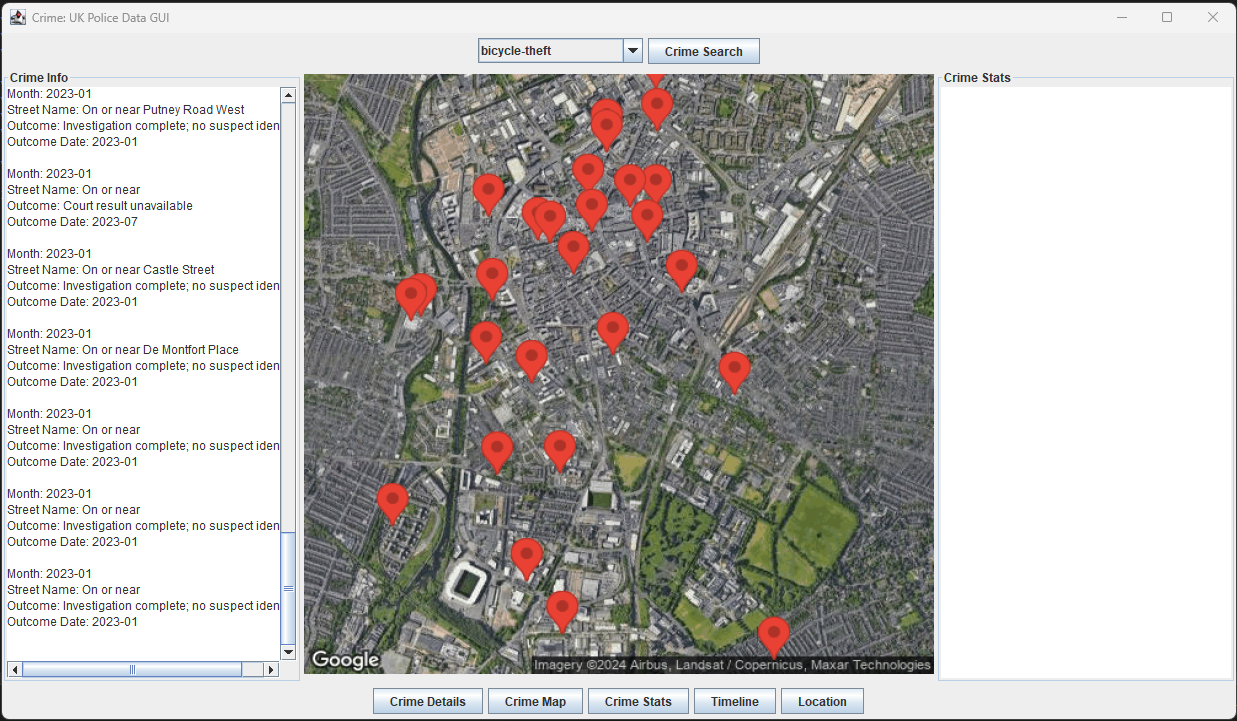 Crime: UK Police Data GUI
bicycle-theft
Crime Search
Crime Info
Month: 2023-01
Street Name: On or near Putney Road West
Outcome: Investigation complete; no suspect iden
Outcome Date: 2023-01
Month: 2023-01
Street Name: On or near
Outcome: Court result unavailable
Outcome Date: 2023-07
Month: 2023-01
Street Name: On or near Castle Street
Outcome: Investigation complete; no suspect iden
Outcome Date: 2023-01
Month: 2023-01
Street Name: On or near De Montfort Place
Outcome: Investigation complete; no suspect iden
Outcome Date: 2023-01
Month: 2023-01
Street Name: On or near
Outcome: Investigation complete; no suspect iden
Outcome Date: 2023-01
Month: 2023-01
Street Name: On or near
Outcome: Investigation complete; no suspect iden
Outcome Date: 2023-01
Month: 2023-01
Street Name: On or near
Outcome: Investigation complete; no suspect iden
Outcome Date: 2023-01
Google
Imagery ©2024 Airbus, Landsat / Copernicus, Maxar Technologies
Crime Stats
Crime Details
Crime Map
Crime Stats
Timeline
Location